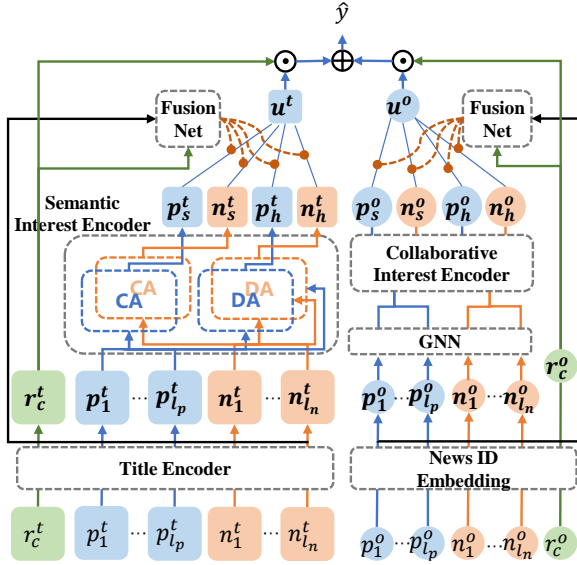 ŷ
u^t u^o
Fusion
Net
Fusion
Net
Semantic
Interest Encoder
p_s^t n_s^t p_h^t n_h^t
p_s^o n_s^o p_h^o n_h^o
CA CA DA DA
Collaborative
Interest Encoder
GNN
r_c^t p_1^t ... p_{l_p}^t n_1^t ... n_{l_n}^t
p_1^o ... p_{l_p}^o n_1^o ... n_{l_n}^o r_c^o
Title Encoder
News ID
Embedding
r_c^t p_1^t ... p_{l_p}^t n_1^t ... n_{l_n}^t
p_1^o ... p_{l_p}^o n_1^o ... n_{l_n}^o r_c^o